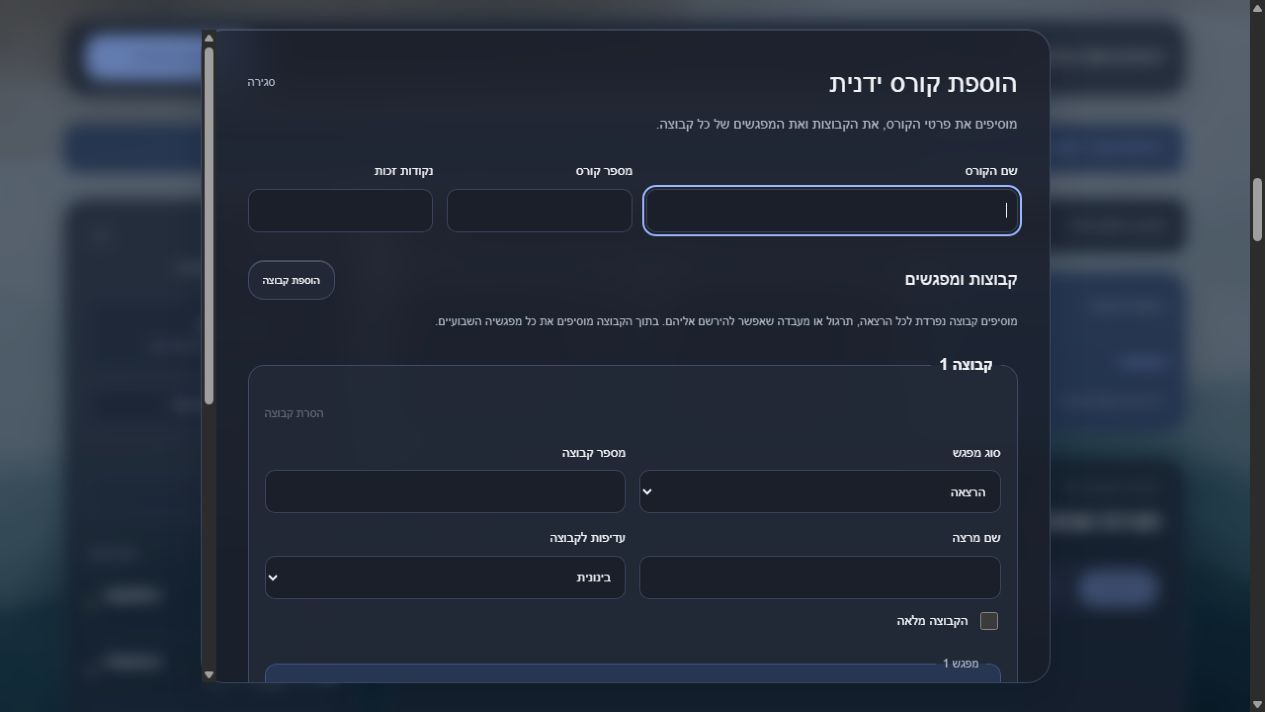 הוספת קורס ידנית
סגירה
מוסיפים את פרטי הקורס, את הקבוצות ואת המפגשים של כל קבוצה.
שם הקורס
מספר קורס
נקודות זכות
קבוצות ומפגשים
הוספת קבוצה
מוסיפים קבוצה נפרדת לכל הרצאה, תרגול או מעבדה שאפשר להירשם אליהם. בתוך הקבוצה מוסיפים את כל מפגשיה השבועיים.
קבוצה 1
הסרת קבוצה
סוג מפגש
מספר קבוצה
הרצאה
שם מרצה
עדיפות לקבוצה
בינונית
הקבוצה מלאה
מפגש 1